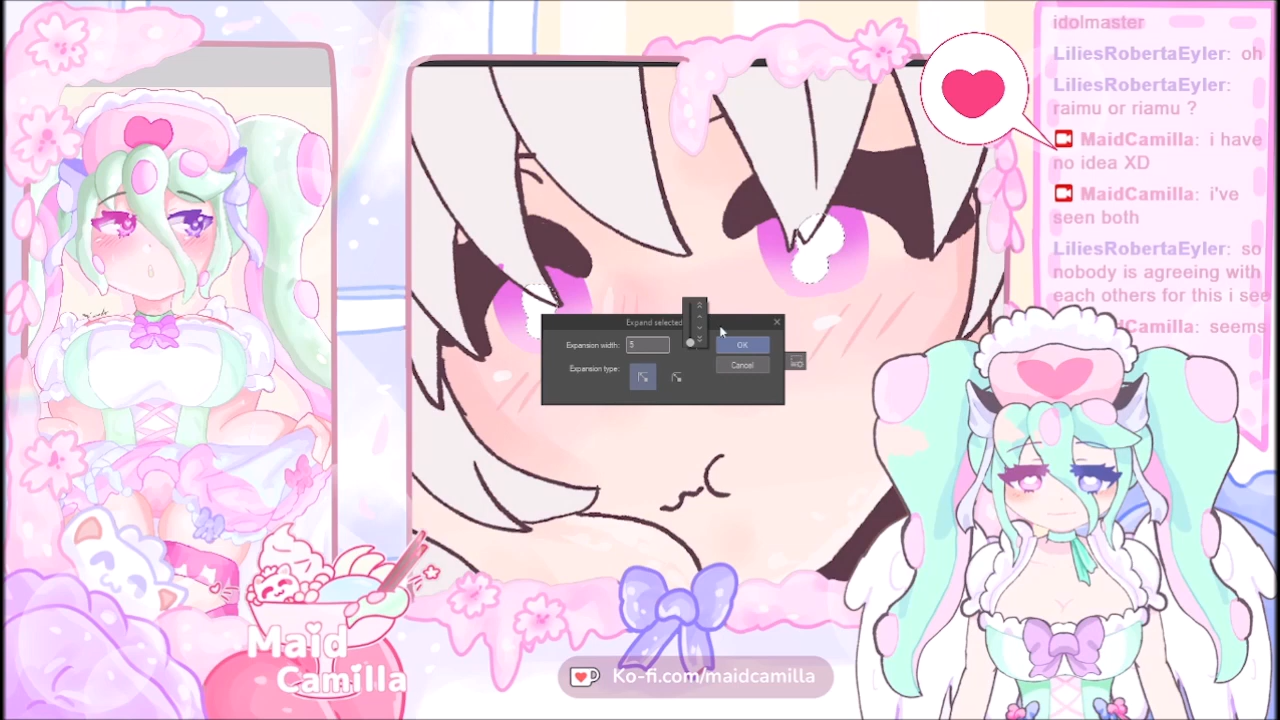 idolmaster
LiliesRobertaEyler: oh
LiliesRobertaEyler:
raimu or riamu ?
MaidCamilla: i have
no idea XD
MaidCamilla: i've
seen both
LiliesRobertaEyler: so
nobody is agreeing with
each others for this i see
Camilla: seems
Expand selected
Expansion width: 5
OK
Expansion type:
Cancel
Maid
Camilla
Ko-fi.com/maidcamilla